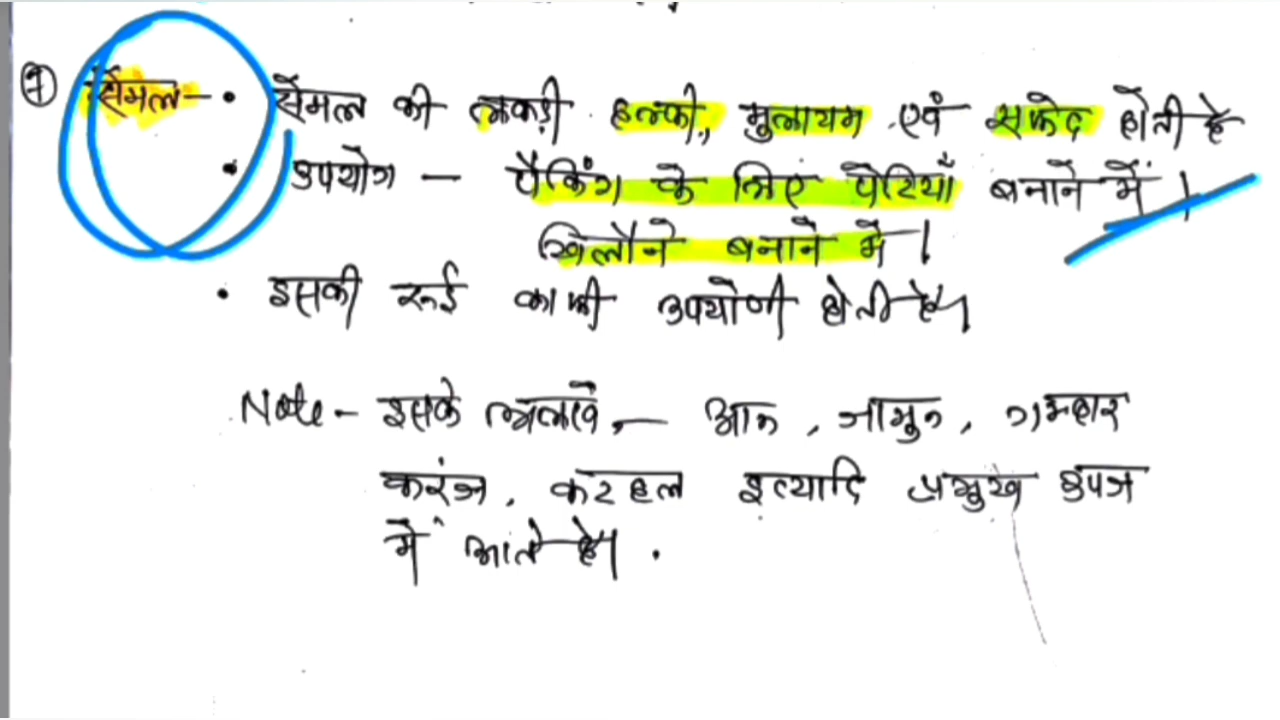 ⑦ सेमल - • सेमल की लकड़ी हल्की, मुलायम एवं सफेद होती है
• उपयोग - पैकिंग के लिए पेटियाँ बनाने में।
खिलौने बनाने में।
• इसकी रूई काफी उपयोगी होती है।
Note - इसके अलावे, - आम, जामुन, गम्हार
करंज, कटहल इत्यादि प्रमुख उपज
में आते है।